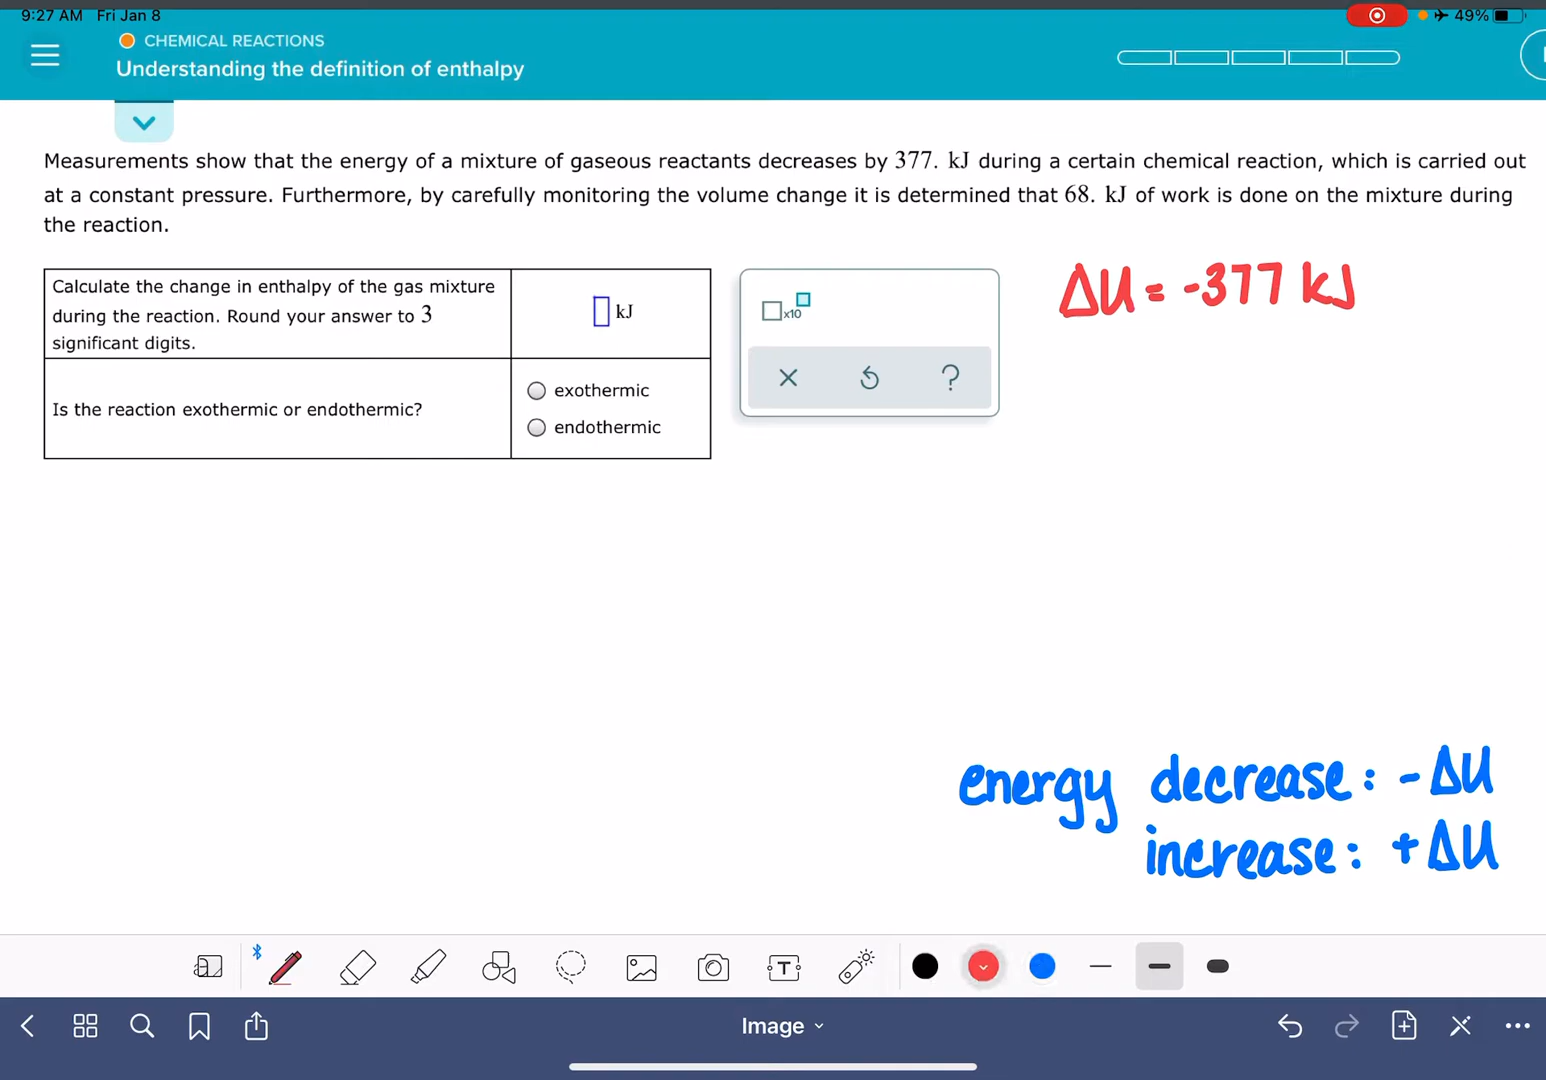 9:27 AM Fri Jan 8
49%
CHEMICAL REACTIONS
Understanding the definition of enthalpy
Measurements show that the energy of a mixture of gaseous reactants decreases by 377. kJ during a certain chemical reaction, which is carried out
at a constant pressure. Furthermore, by carefully monitoring the volume change it is determined that 68. kJ of work is done on the mixture during
the reaction.
Calculate the change in enthalpy of the gas mixture
during the reaction. Round your answer to 3
significant digits.
kJ
Is the reaction exothermic or endothermic?
exothermic
endothermic
x10
?
ΔU = -377 kJ
energy decrease: -ΔU
increase: +ΔU
T
Image